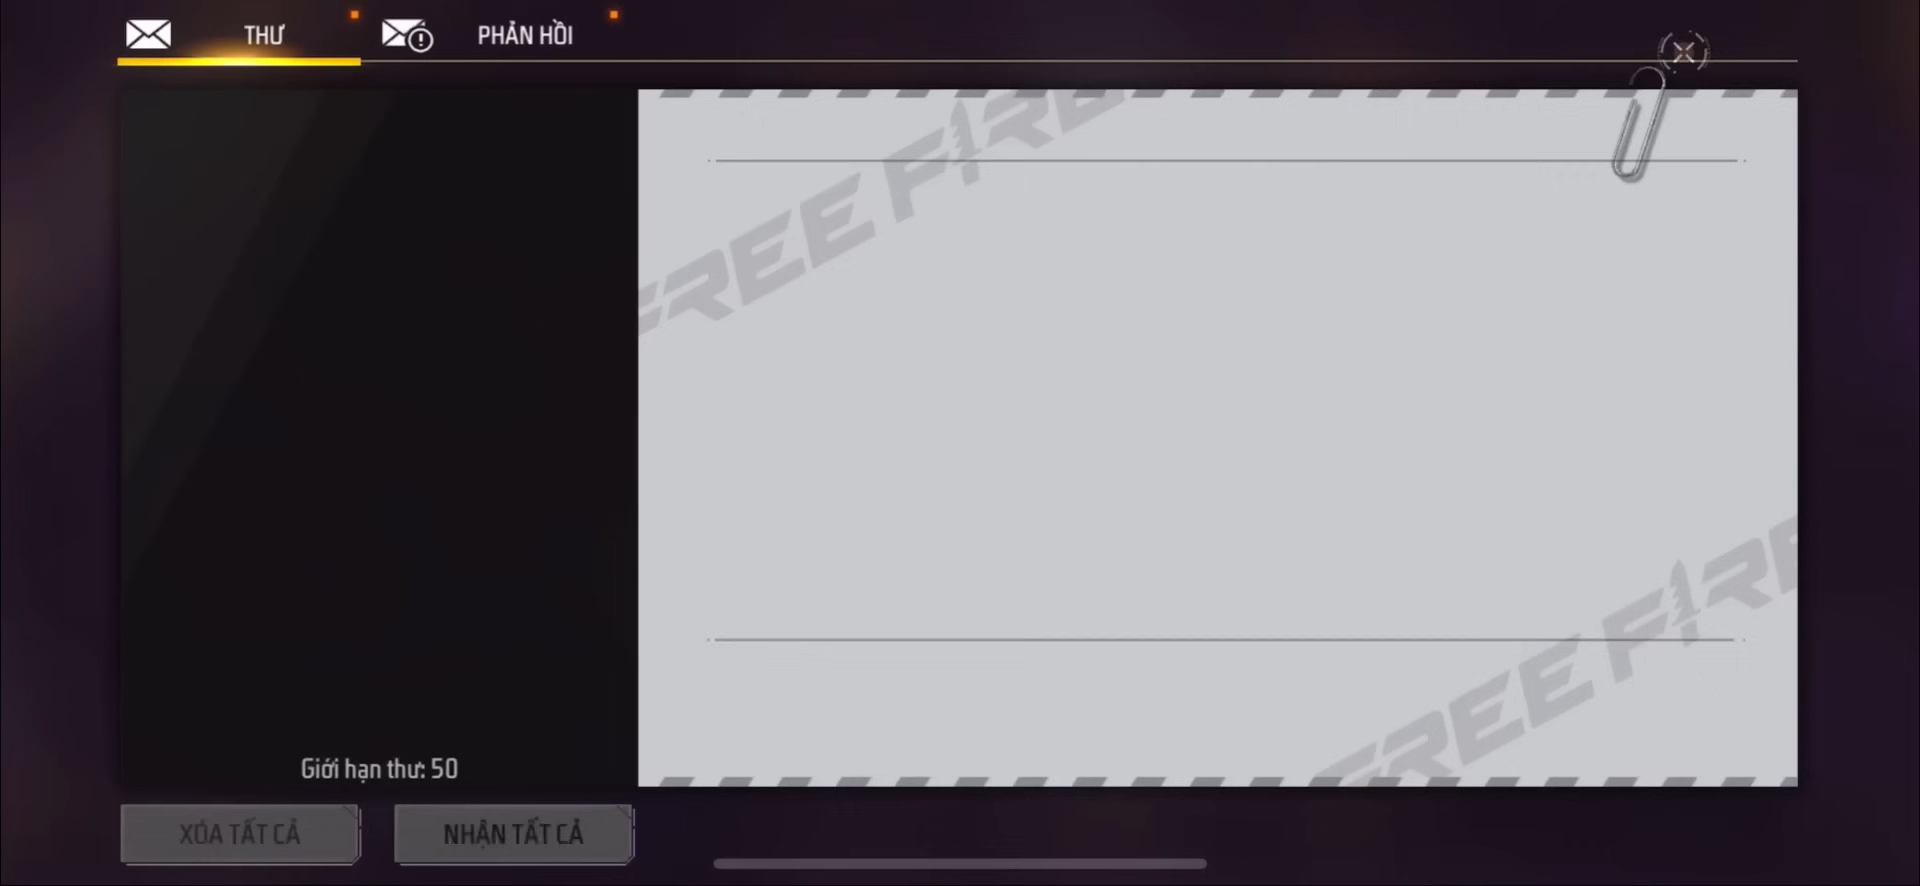 THƯ
PHẢN HỒI
FREE FIRE
FREE FIRE
Giới hạn thư: 50
XÓA TẤT CẢ
NHẬN TẤT CẢ